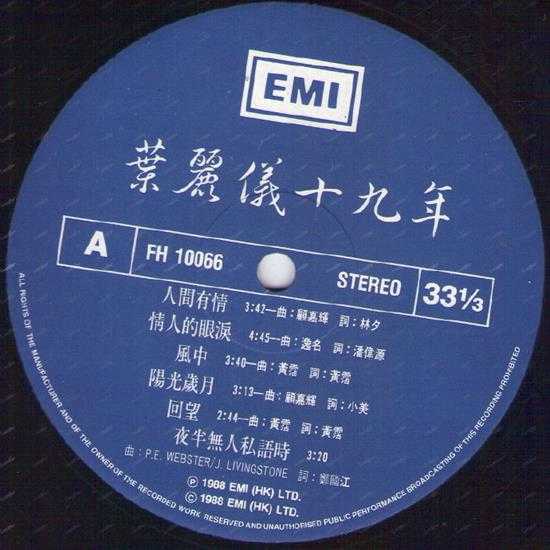 EMI
葉麗儀十九年
A FH 10066 STEREO 33⅓
人間有情 3:42—曲:顧嘉輝 詞:林夕
情人的眼淚 4:45—曲:逸名 詞:潘偉源
風中 3:40—曲:黃霑 詞:黃霑
陽光歲月 3:13—曲:顧嘉輝 詞:小美
回望 2:44—曲:黃霑 詞:黃霑
夜半無人私語時 3:20
曲:P.E. WEBSTER/J. LIVINGSTONE 詞:鄭國江
Ⓟ 1988 EMI (HK) LTD.
© 1988 EMI (HK) LTD.
ALL RIGHTS OF THE MANUFACTURER AND OF THE OWNER OF THE RECORDED WORK RESERVED AND UNAUTHORISED PUBLIC PERFORMANCE BROADCASTING OF THIS RECORDING PROHIBITED